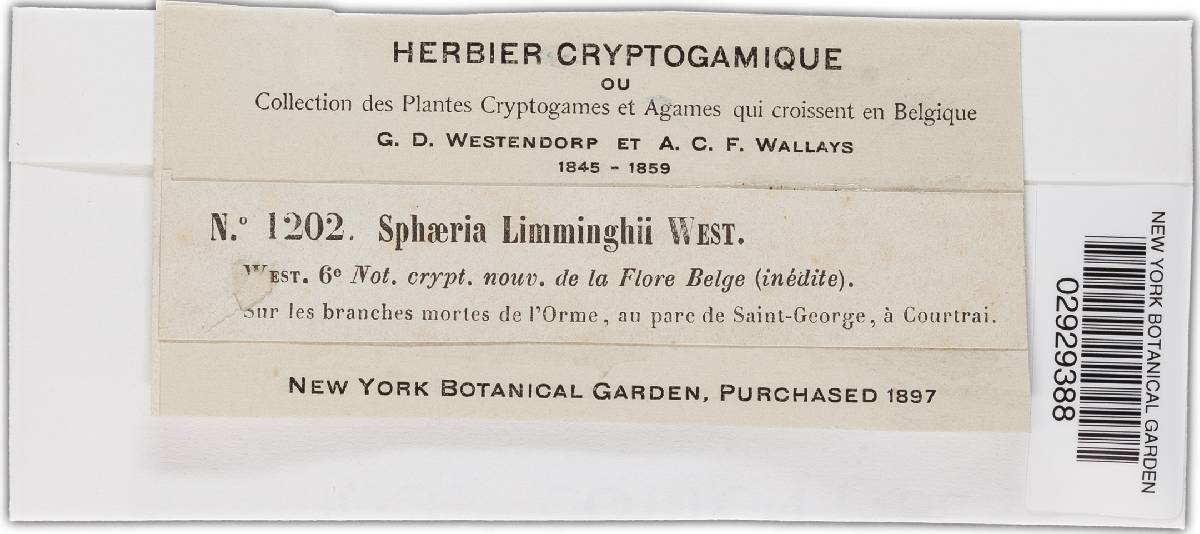 HERBIER CRYPTOGAMIQUE
OU
Collection des Plantes Cryptogames et Agames qui croissent en Belgique
G. D. WESTENDORP ET A. C. F. WALLAYS
1845 - 1859
N.º 1202. Sphæria Limminghii WEST.
WEST. 6e Not. crypt. nouv. de la Flore Belge (inédite).
Sur les branches mortes de l'Orme, au parc de Saint-George, à Courtrai.
NEW YORK BOTANICAL GARDEN, PURCHASED 1897
NEW YORK BOTANICAL GARDEN
02929388